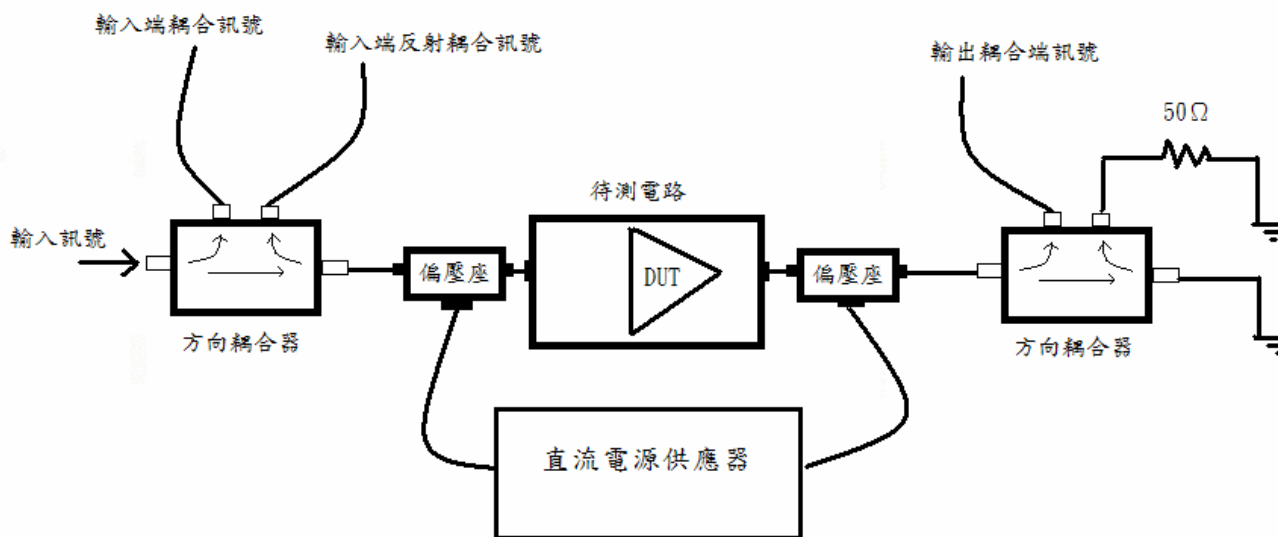 輸入端耦合訊號
輸入端反射耦合訊號
輸出耦合端訊號
50Ω
待測電路
輸入訊號
偏壓座
DUT
偏壓座
方向耦合器
方向耦合器
直流電源供應器